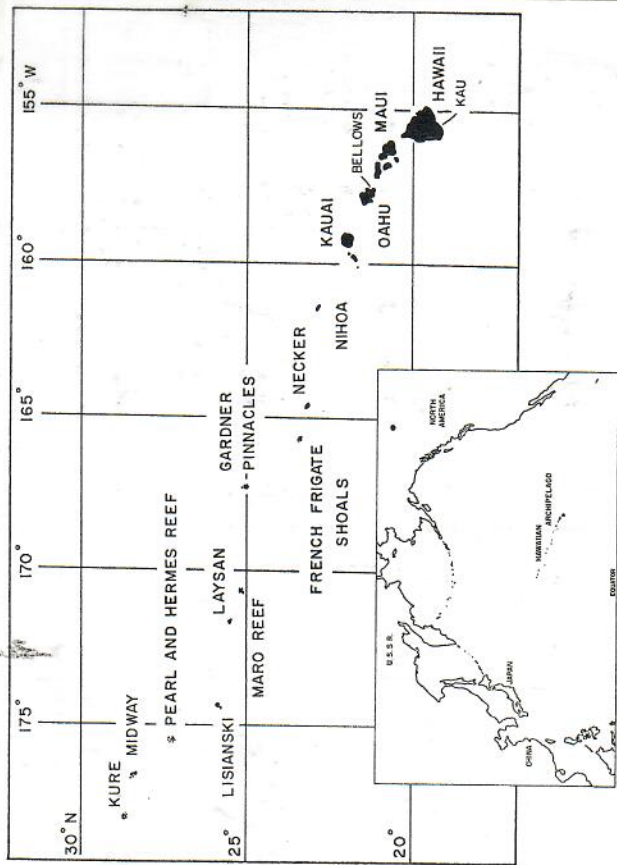 175°
170°
165°
160°
155° W
30° N
25°
20°
KURE
MIDWAY
PEARL AND HERMES REEF
LISIANSKI
LAYSAN
MARO REEF
GARDNER
PINNACLES
FRENCH FRIGATE
SHOALS
NECKER
NIHOA
KAUAI
OAHU
BELLOWS
MAUI
HAWAII
KAU
U.S.S.R.
CHINA
JAPAN
NORTH
AMERICA
HAWAIIAN
ARCHIPELAGO
EQUATOR